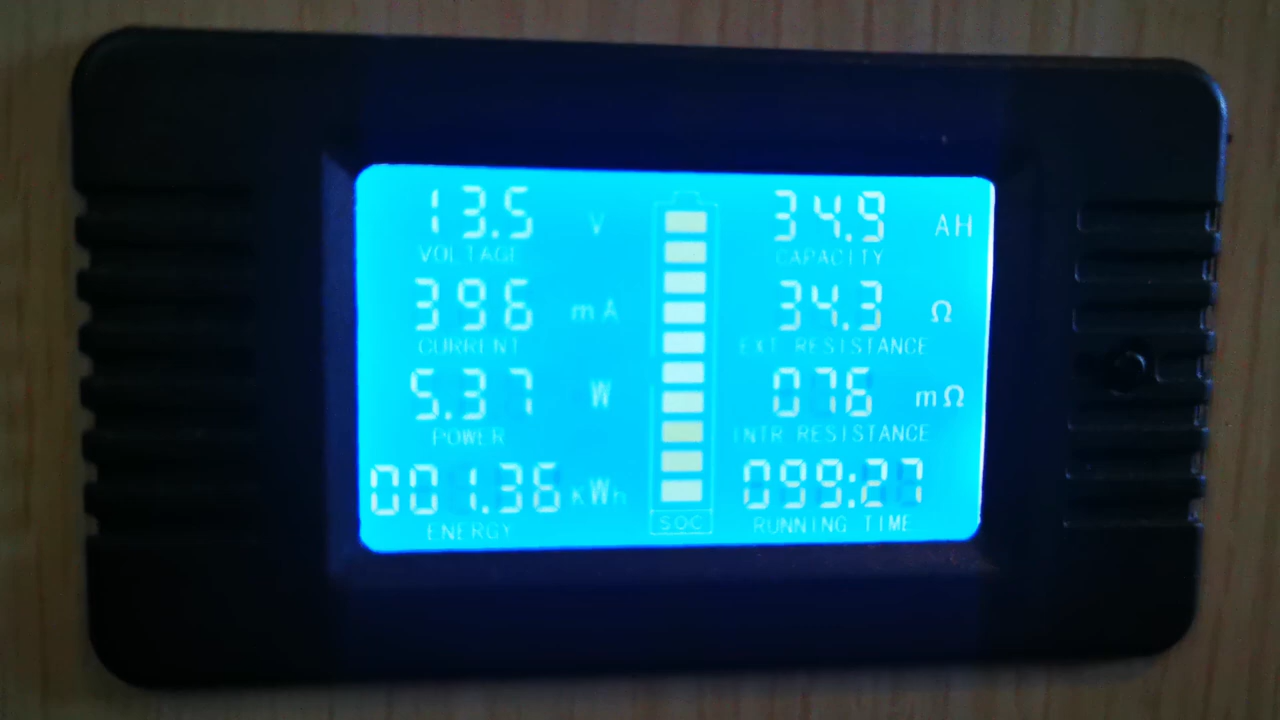 13.5 V
VOLTAGE
396 mA
CURRENT
5.37 W
POWER
001.36 kWh
ENERGY
SOC
34.9 AH
CAPACITY
34.3 Ω
EXT RESISTANCE
076 mΩ
INTR RESISTANCE
099:27
RUNNING TIME